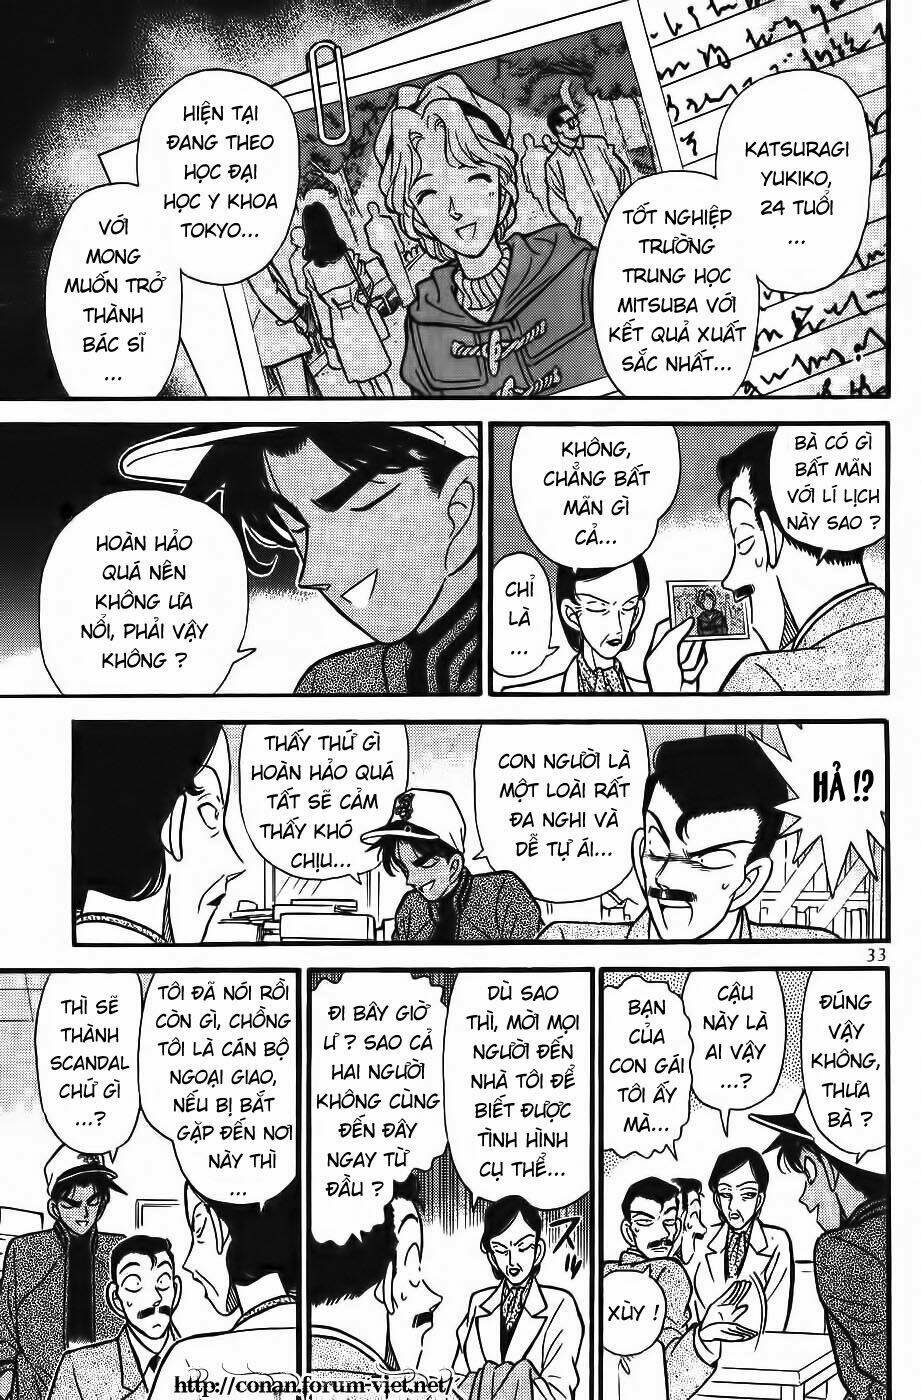 KATSURAGI
YUKIKO,
24 TUỔI
...
TỐT NGHIỆP
TRƯỜNG
TRUNG HỌC
MITSUBA VỚI
KẾT QUẢ XUẤT
SẮC NHẤT...
HIỆN TẠI
ĐANG THEO
HỌC ĐẠI
HỌC Y KHOA
TOKYO...
VỚI
MONG
MUỐN TRỞ
THÀNH
BÁC SĨ
...
BÀ CÓ GÌ
BẤT MÃN
VỚI LÍ LỊCH
NÀY SAO ?
KHÔNG,
CHẲNG BẤT
MÃN GÌ
CẢ...
CHỈ
LÀ
...
HOÀN HẢO
QUÁ NÊN
KHÔNG LỪA
NỔI, PHẢI VẬY
KHÔNG ?
HẢ !?
CON NGƯỜI LÀ
MỘT LOÀI RẤT
ĐA NGHI VÀ
DỄ TỰ ÁI...
THẤY THỨ GÌ
HOÀN HẢO QUÁ
TẤT SẼ CẢM
THẤY KHÓ
CHỊU...
33
ĐÚNG
VẬY
KHÔNG,
THƯA
BÀ ?
CẬU
NÀY LÀ
AI VẬY
...?
BẠN
CỦA
CON GÁI
TÔI ẤY
MÀ...
XÙY !
DÙ SAO
THÌ, MỜI MỌI
NGƯỜI ĐẾN
NHÀ TÔI ĐỂ
BIẾT ĐƯỢC
TÌNH HÌNH
CỤ THỂ...
ĐI BÂY GIỜ
Ư ? SAO CẢ
HAI NGƯỜI
KHÔNG CÙNG
ĐẾN ĐÂY
NGAY TỪ
ĐẦU ?
TÔI ĐÃ NÓI RỒI
CÒN GÌ, CHỒNG
TÔI LÀ CÁN BỘ
NGOẠI GIAO,
NẾU BỊ BẮT
GẶP ĐẾN NƠI
NÀY THÌ
...
THÌ SẼ
THÀNH
SCANDAL
CHỨ GÌ
...?
http://conan.forum-viet.net/